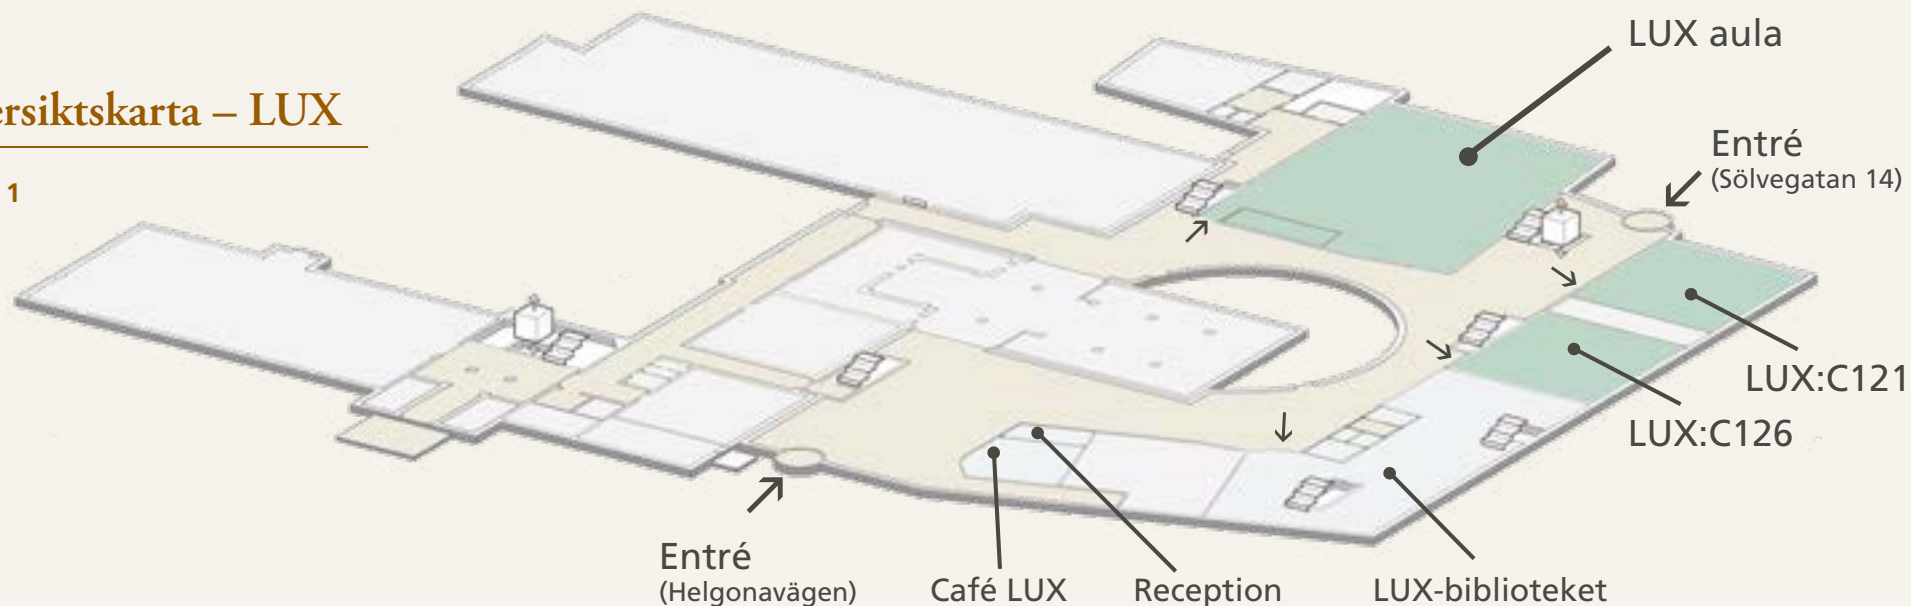 ersiktskarta – LUX
1
LUX aula
Entré
(Sölvegatan 14)
LUX:C121
LUX:C126
Entré
(Helgonavägen)
Café LUX
Reception
LUX-biblioteket